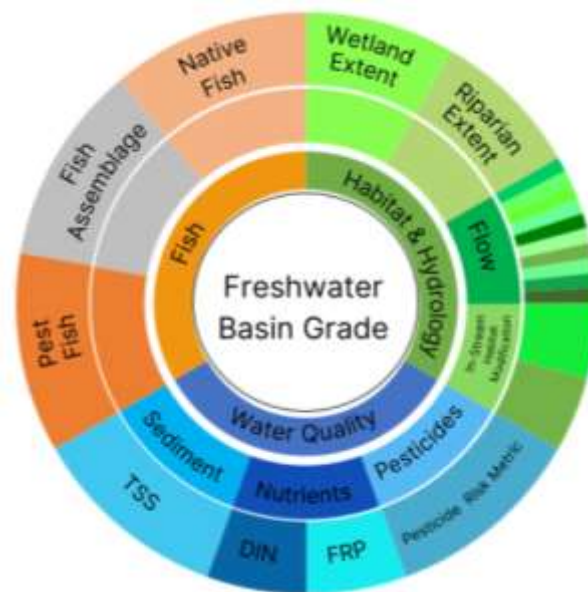 Freshwater
Basin Grade
Habitat & Hydrology
Water Quality
Fish
Wetland
Extent
Riparian
Extent
Flow
In-Stream
Habitat
Modification
Pesticides
Pesticide Risk Metric
Nutrients
FRP
DIN
Sediment
TSS
Pest
Fish
Fish
Assemblage
Native
Fish